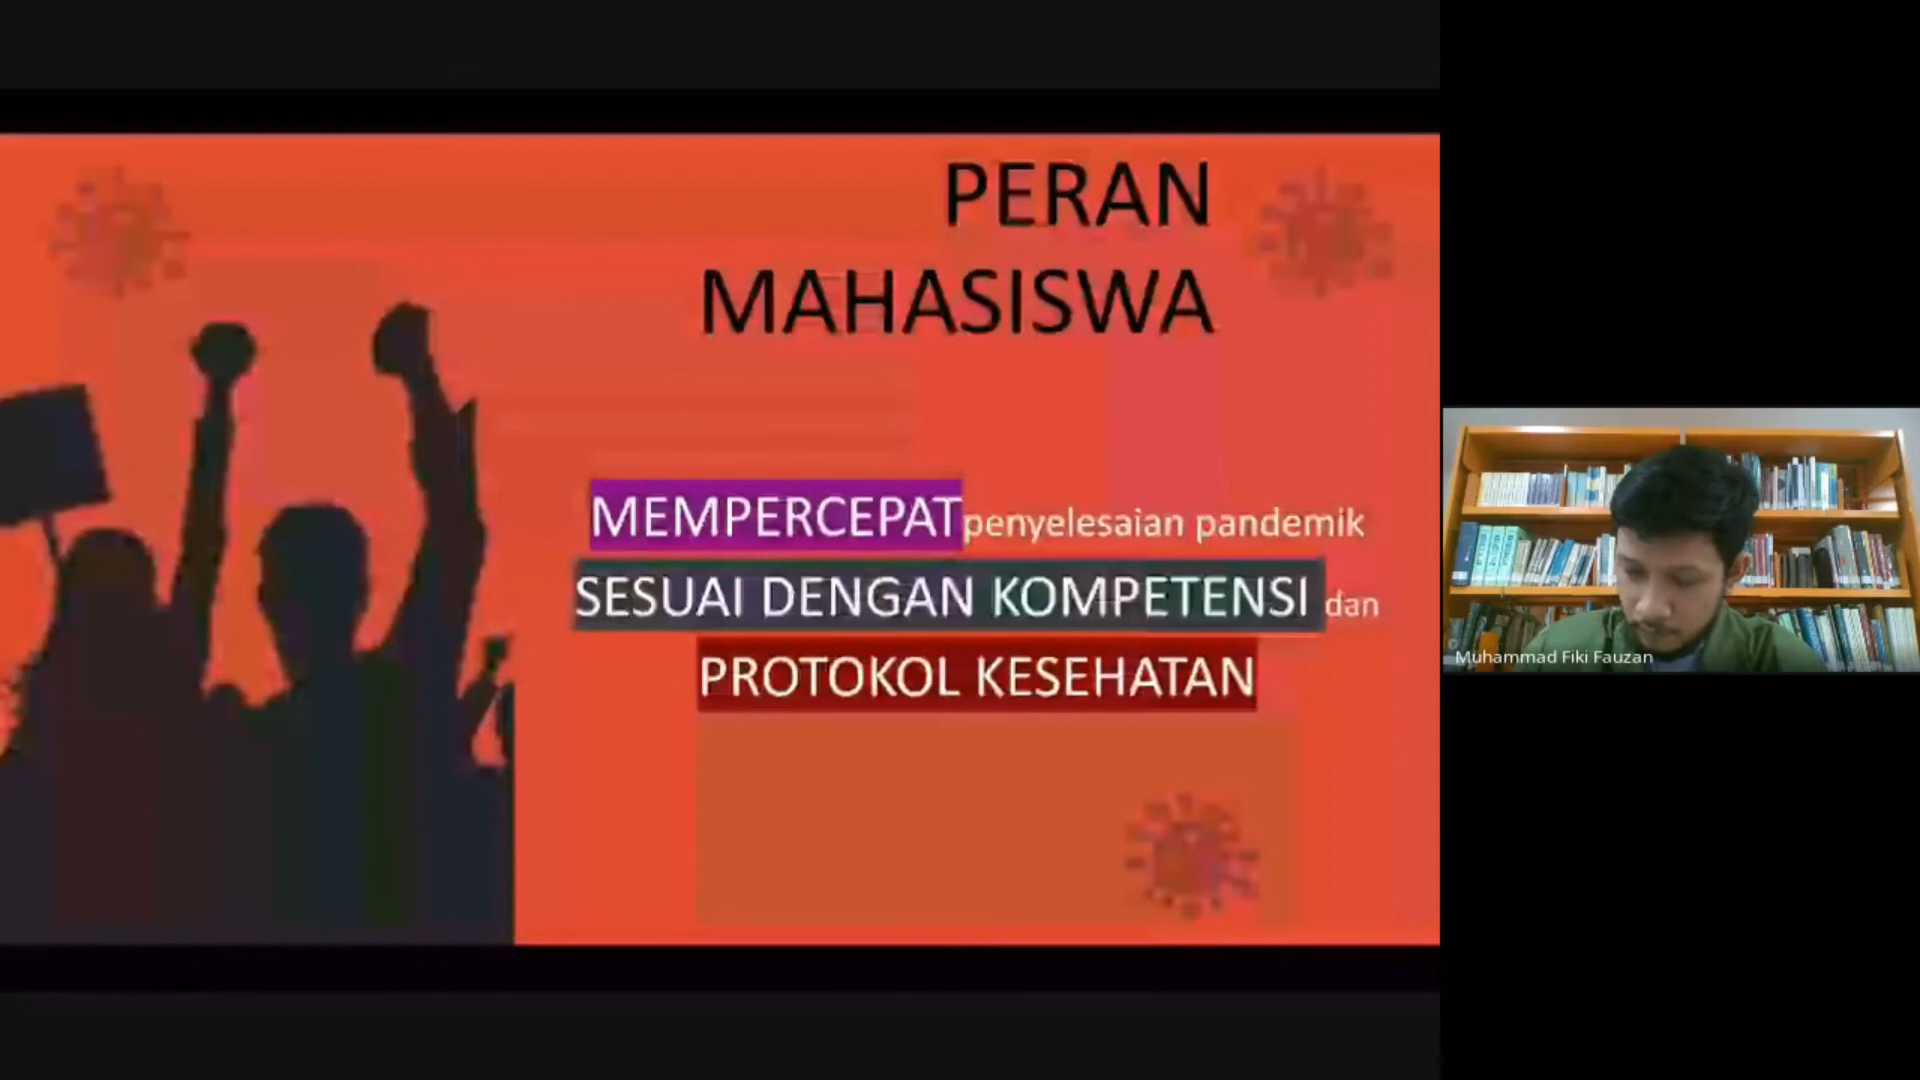 PERAN
MAHASISWA
MEMPERCEPAT penyelesaian pandemik
SESUAI DENGAN KOMPETENSI dan
PROTOKOL KESEHATAN
Muhammad Fiki Fauzan